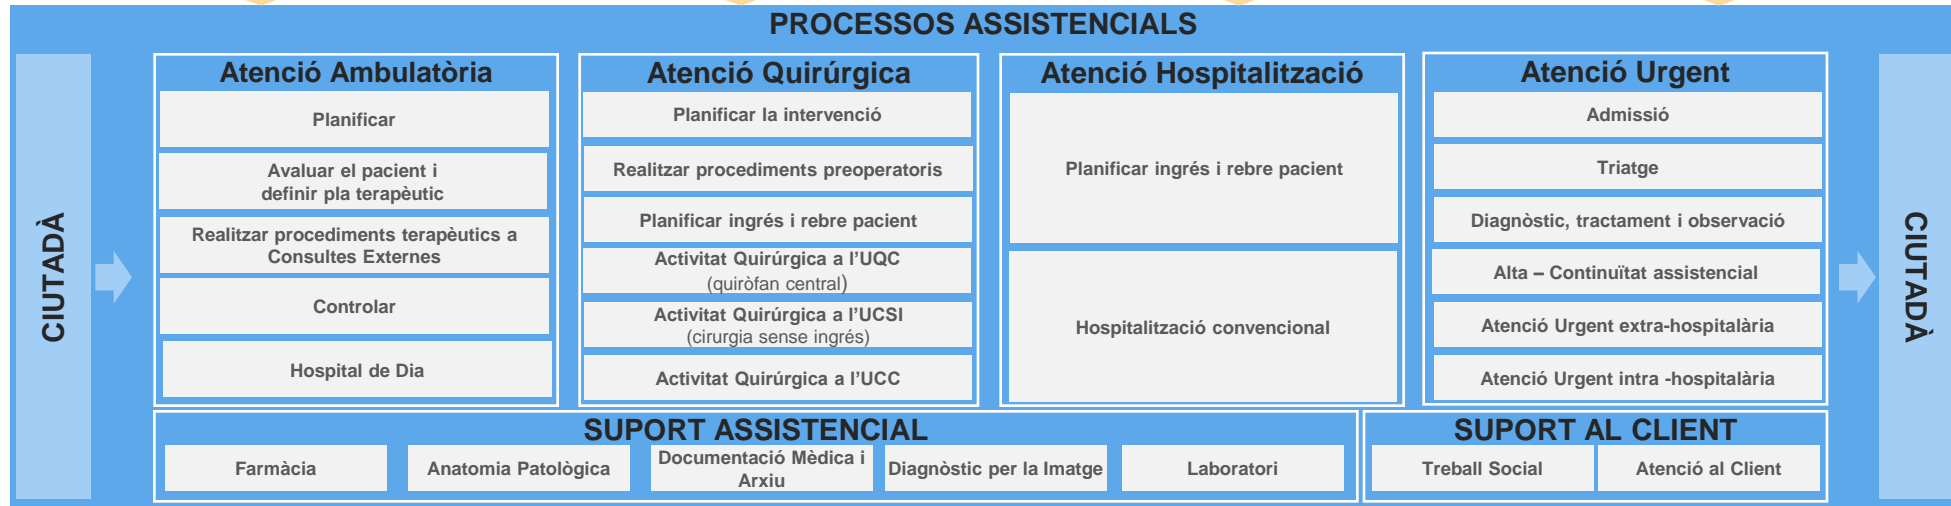 PROCESSOS ASSISTENCIALS
CIUTADÀ
Atenció Ambulatòria
Planificar
Avaluar el pacient i
definir pla terapèutic
Realitzar procediments terapèutics a
Consultes Externes
Controlar
Hospital de Dia
Atenció Quirúrgica
Planificar la intervenció
Realitzar procediments preoperatoris
Planificar ingrés i rebre pacient
Activitat Quirúrgica a l’UQC
(quiròfan central)
Activitat Quirúrgica a l’UCSI
(cirurgia sense ingrés)
Activitat Quirúrgica a l’UCC
Atenció Hospitalització
Planificar ingrés i rebre pacient
Hospitalització convencional
Atenció Urgent
Admissió
Triatge
Diagnòstic, tractament i observació
Alta – Continuïtat assistencial
Atenció Urgent extra-hospitalària
Atenció Urgent intra -hospitalària
CIUTADÀ
SUPORT ASSISTENCIAL
Farmàcia
Anatomia Patològica
Documentació Mèdica i
Arxiu
Diagnòstic per la Imatge
Laboratori
SUPORT AL CLIENT
Treball Social
Atenció al Client